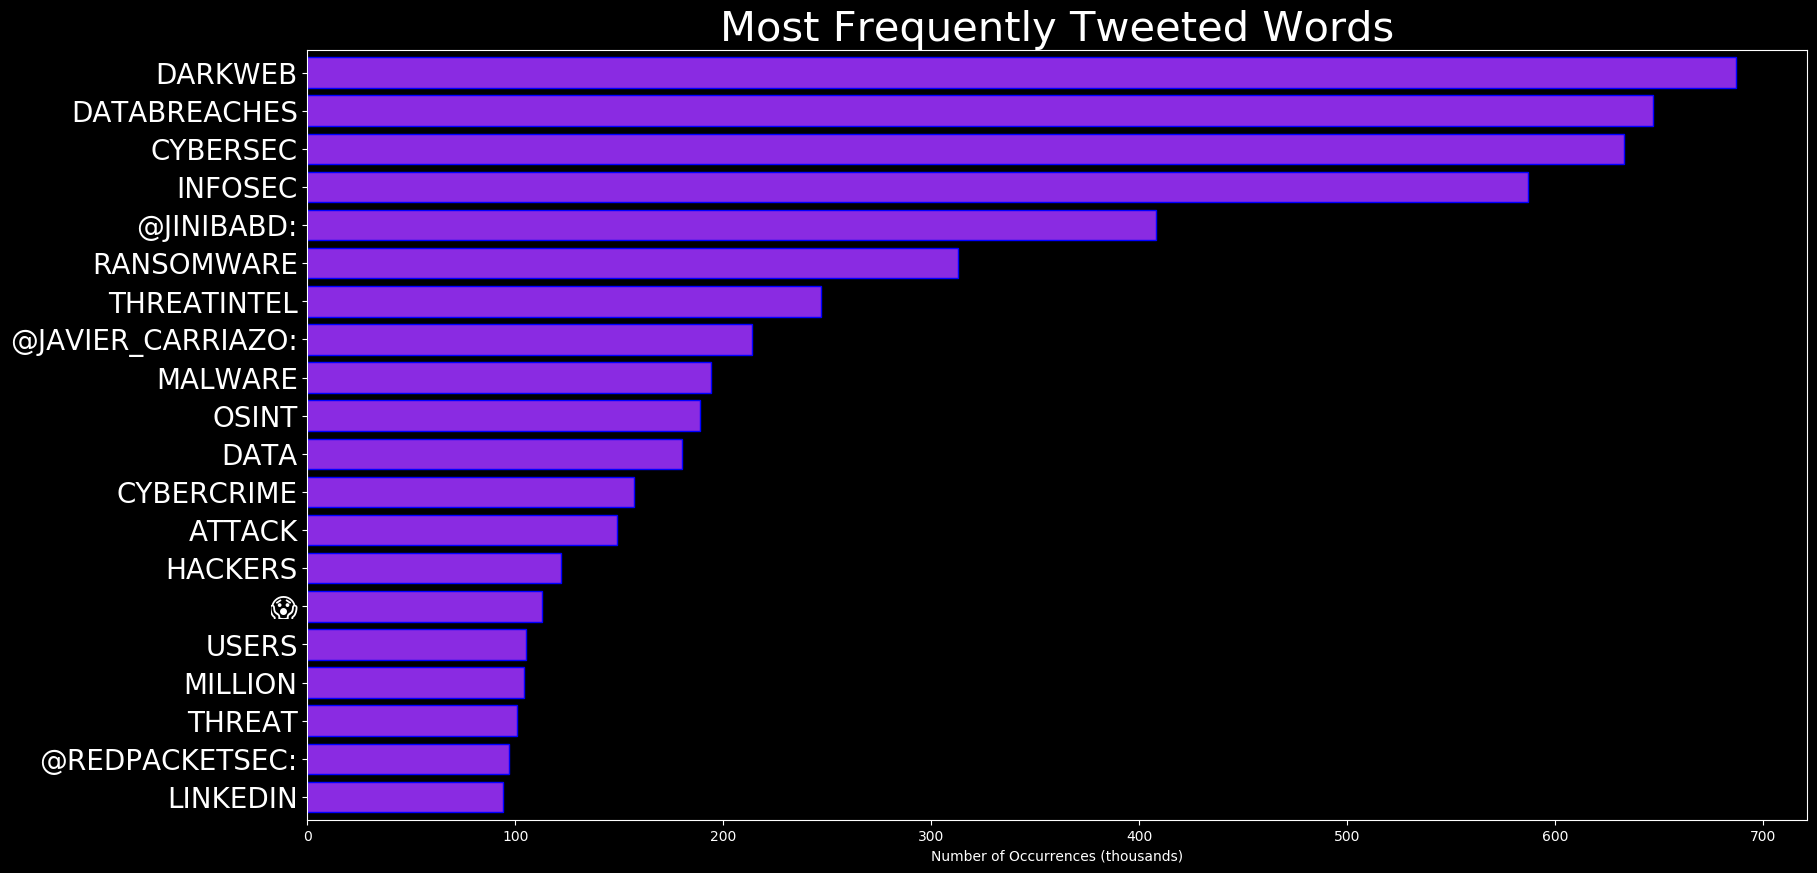 Most Frequently Tweeted Words
DARKWEB
DATABREACHES
CYBERSEC
INFOSEC
@JINIBABD:
RANSOMWARE
THREATINTEL
@JAVIER_CARRIAZO:
MALWARE
OSINT
DATA
CYBERCRIME
ATTACK
HACKERS
😱
USERS
MILLION
THREAT
@REDPACKETSEC:
LINKEDIN
0 100 200 300 400 500 600 700
Number of Occurrences (thousands)